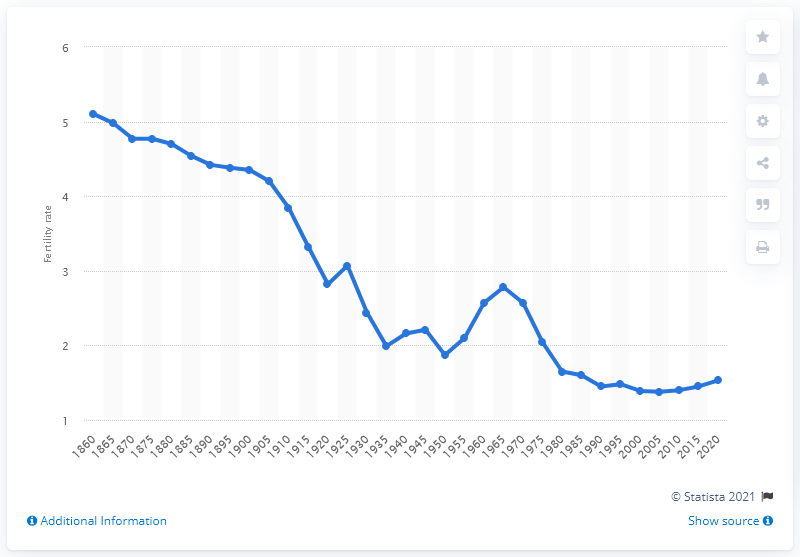 6
5
4
3
2
1
Fertility rate
1860 1865 1870 1875 1880 1885 1890 1895 1900 1905 1910 1915 1920 1925 1930 1935 1940 1945 1950 1955 1960 1965 1970 1975 1980 1985 1990 1995 2000 2005 2010 2015 2020
© Statista 2021
Additional Information
Show source